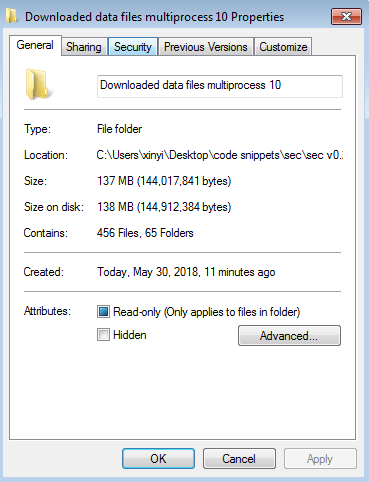 Downloaded data files multiprocess 10 Properties
General Sharing Security Previous Versions Customize
Downloaded data files multiprocess 10
Type: File folder
Location: C:\Users\xinyi\Desktop\code snippets\sec\sec v0.
Size: 137 MB (144,017,841 bytes)
Size on disk: 138 MB (144,912,384 bytes)
Contains: 456 Files, 65 Folders
Created: Today, May 30, 2018, 11 minutes ago
Attributes: Read-only (Only applies to files in folder)
Hidden Advanced...
OK Cancel Apply